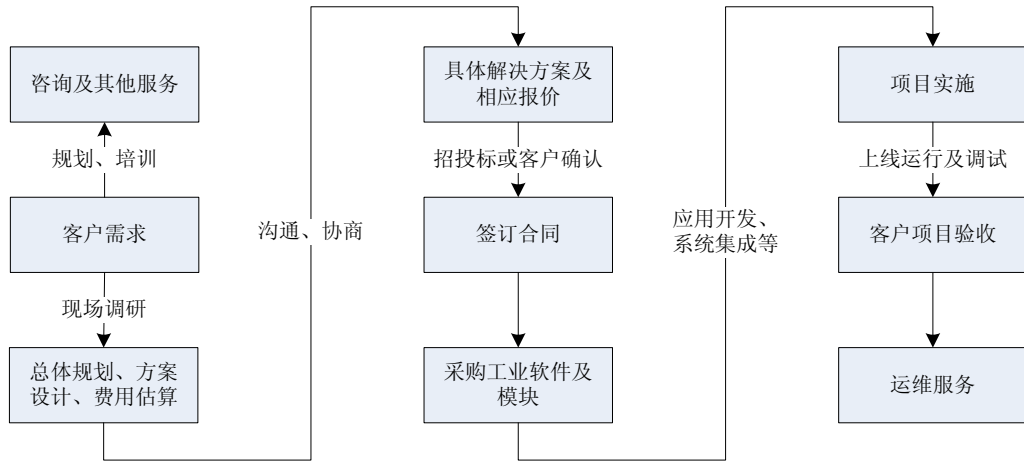 咨询及其他服务
规划、培训
客户需求
现场调研
总体规划、方案
设计、费用估算
沟通、协商
具体解决方案及
相应报价
招投标或客户确认
签订合同
采购工业软件及
模块
应用开发、
系统集成等
项目实施
上线运行及调试
客户项目验收
运维服务